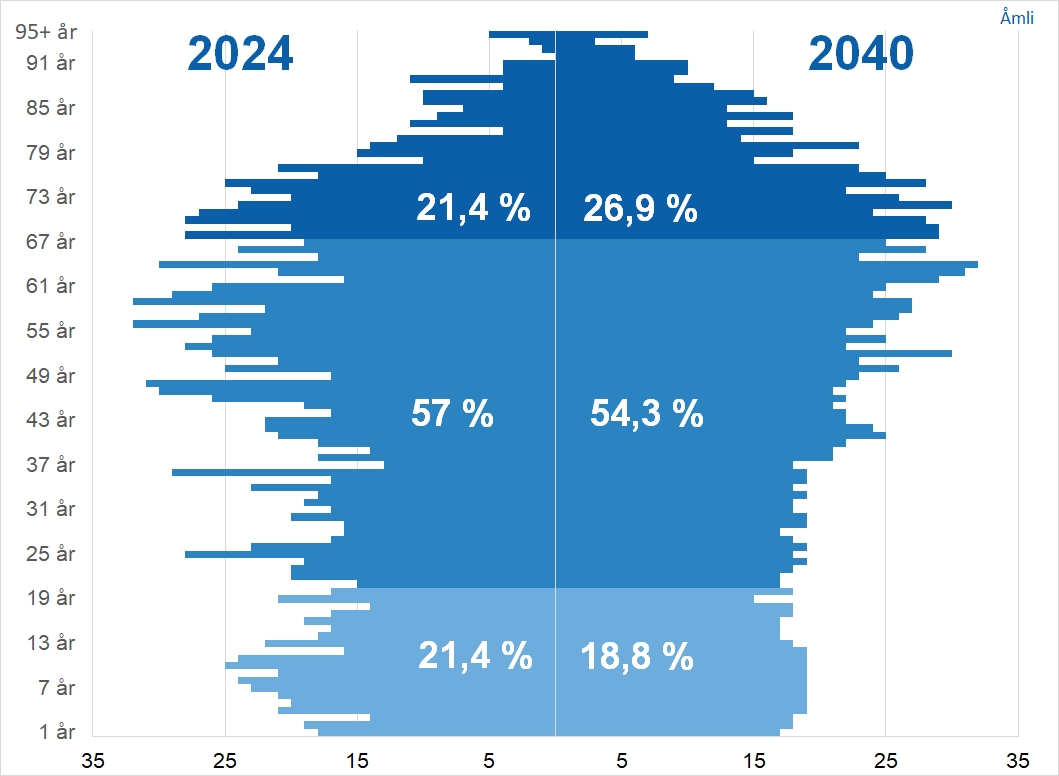 Åmli
2024 2040
95+ år
91 år
85 år
79 år
73 år
21,4 % 26,9 %
67 år
61 år
55 år
49 år
57 % 54,3 %
43 år
37 år
31 år
25 år
19 år
13 år
21,4 % 18,8 %
7 år
1 år
35 25 15 5 5 15 25 35